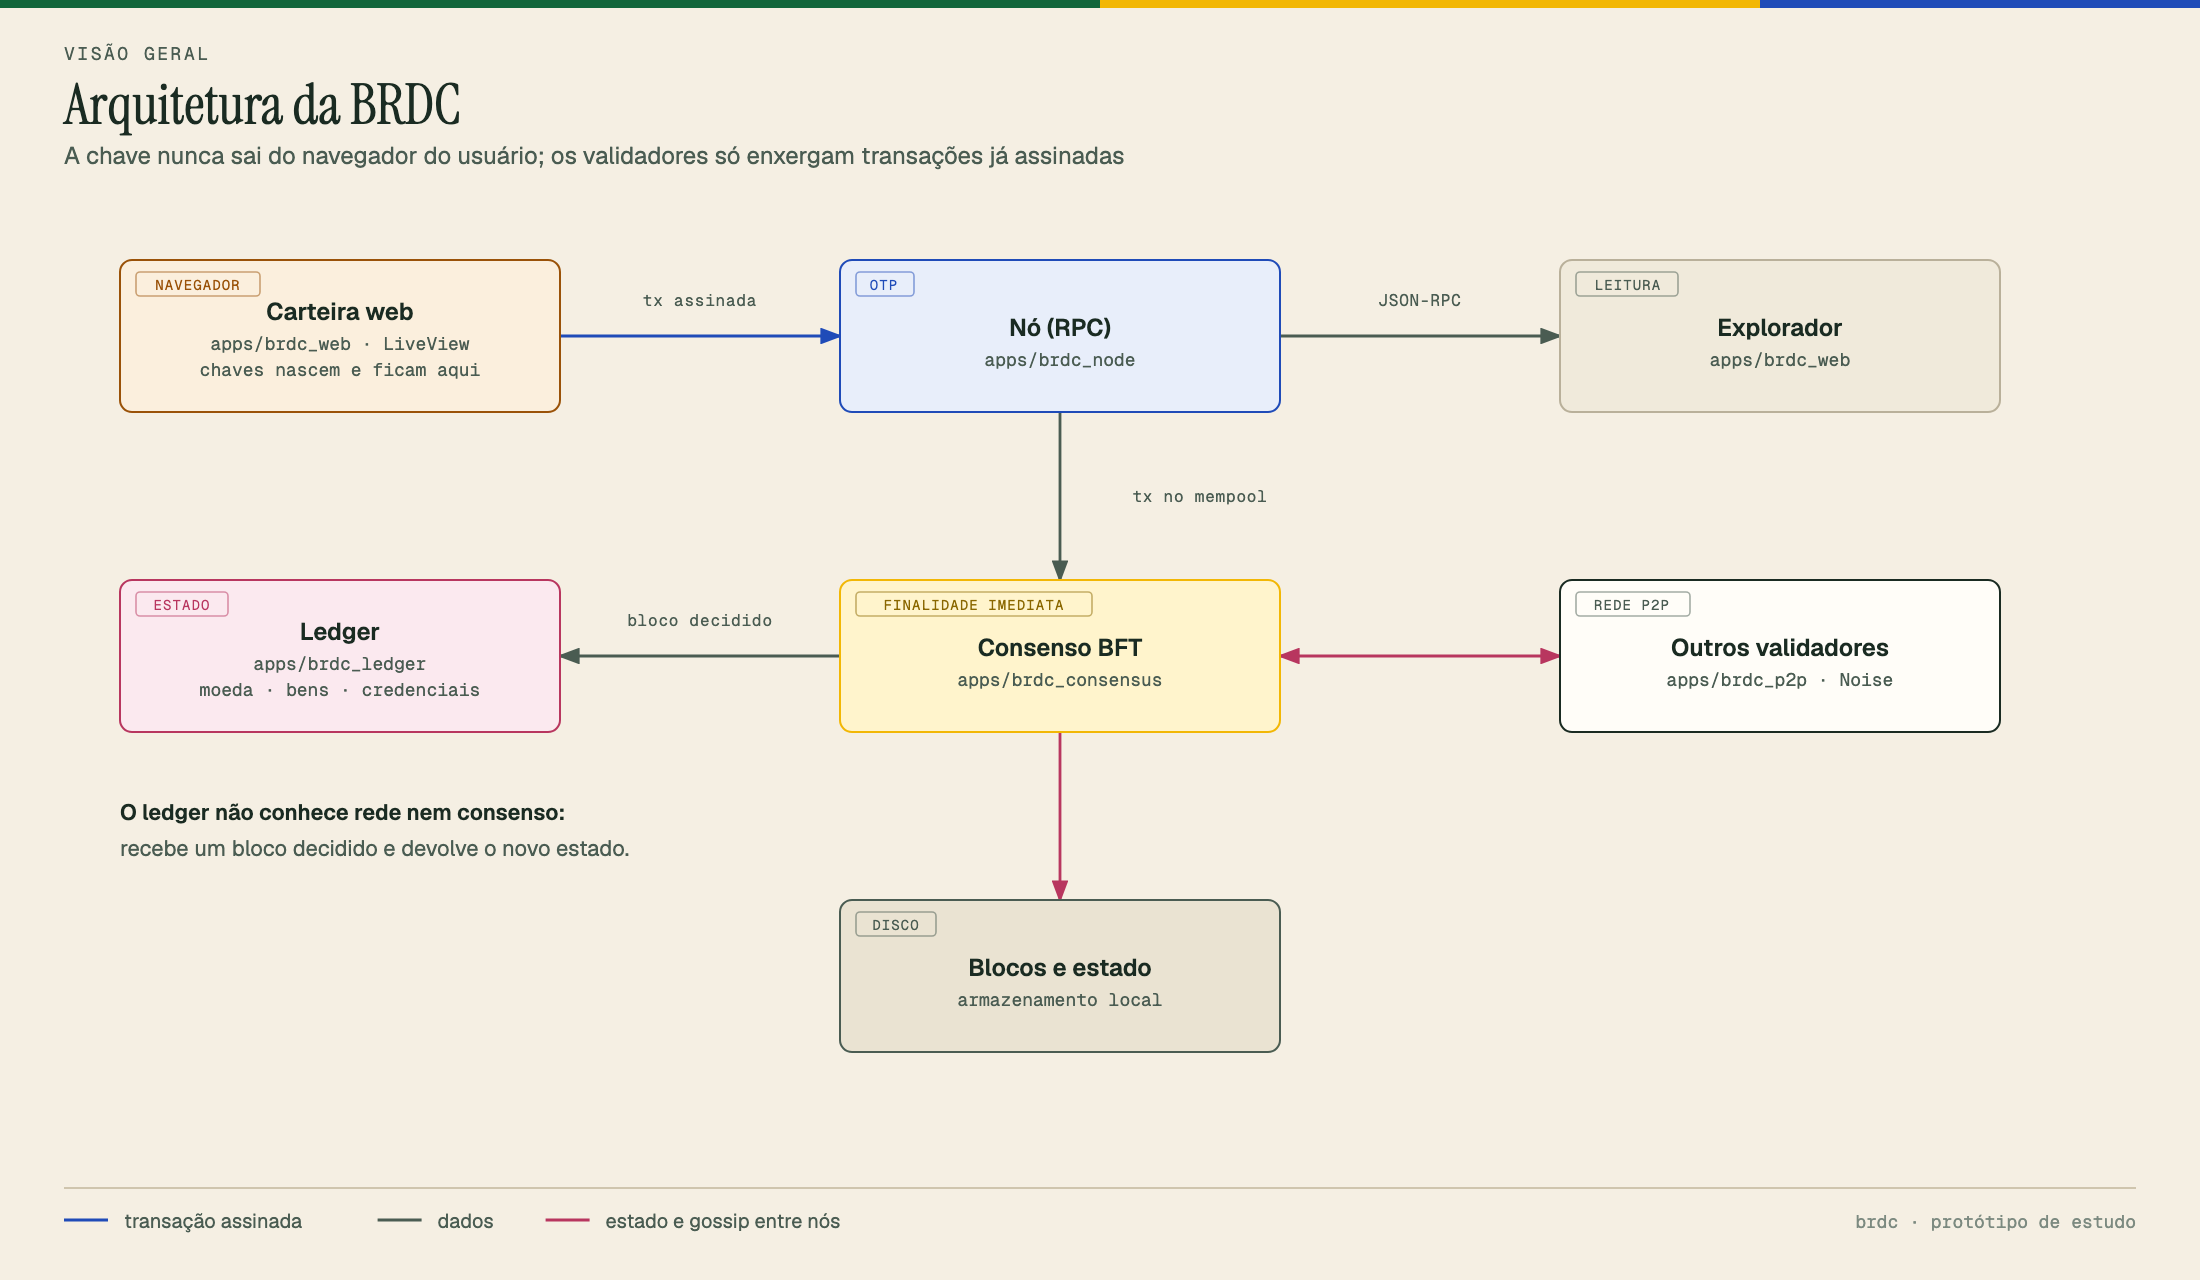 VISÃO GERAL
Arquitetura da BRDC
A chave nunca sai do navegador do usuário; os validadores só enxergam transações já assinadas
NAVEGADOR
Carteira web
apps/brdc_web · LiveView
chaves nascem e ficam aqui
tx assinada
OTP
Nó (RPC)
apps/brdc_node
JSON-RPC
LEITURA
Explorador
apps/brdc_web
tx no mempool
ESTADO
Ledger
apps/brdc_ledger
moeda · bens · credenciais
bloco decidido
FINALIDADE IMEDIATA
Consenso BFT
apps/brdc_consensus
REDE P2P
Outros validadores
apps/brdc_p2p · Noise
O ledger não conhece rede nem consenso:
recebe um bloco decidido e devolve o novo estado.
DISCO
Blocos e estado
armazenamento local
transação assinada
dados
estado e gossip entre nós
brdc · protótipo de estudo